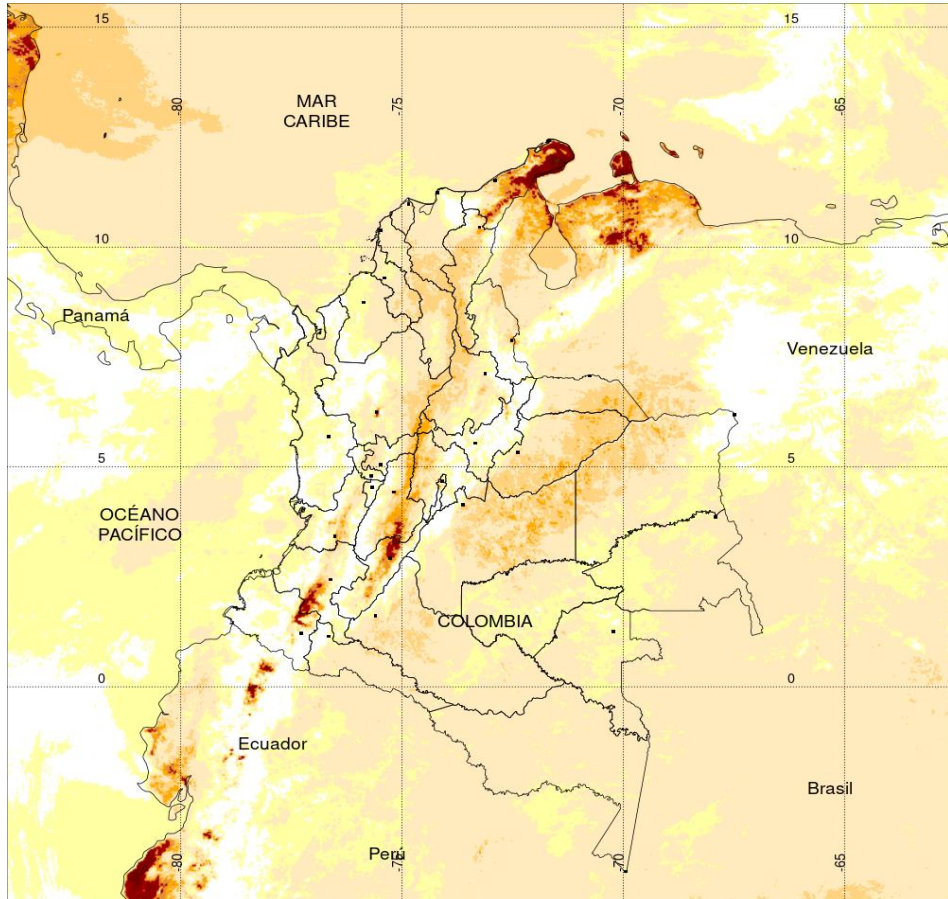 15
15
-80
-75
-70
-65
MAR
CARIBE
10
10
Panamá
Venezuela
5
5
OCÉANO
PACÍFICO
COLOMBIA
0
0
Ecuador
Brasil
Perú
-80
-75
-70
-65